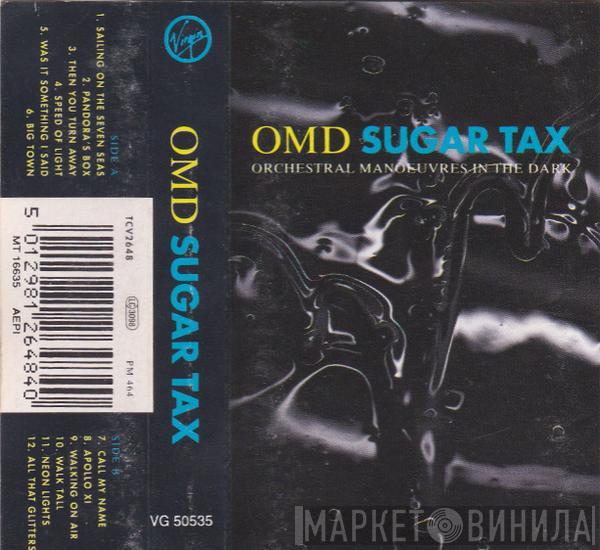 SIDE A
1. SAILING ON THE SEVEN SEAS
2. PANDORA'S BOX
3. THEN YOU TURN AWAY
4. SPEED OF LIGHT
5. WAS IT SOMETHING I SAID
6. BIG TOWN
TCV2648
LC3098
PM 464
5 012981 264840
MT 16635 AEPI
SIDE B
7. CALL MY NAME
8. APOLLO XI
9. WALKING ON AIR
10. WALK TALL
11. NEON LIGHTS
12. ALL THAT GLITTERS
Virgin
OMD SUGAR TAX
VG 50535
OMD SUGAR TAX
ORCHESTRAL MANOEUVRES IN THE DARK
МАРКЕТ ВИНИЛА